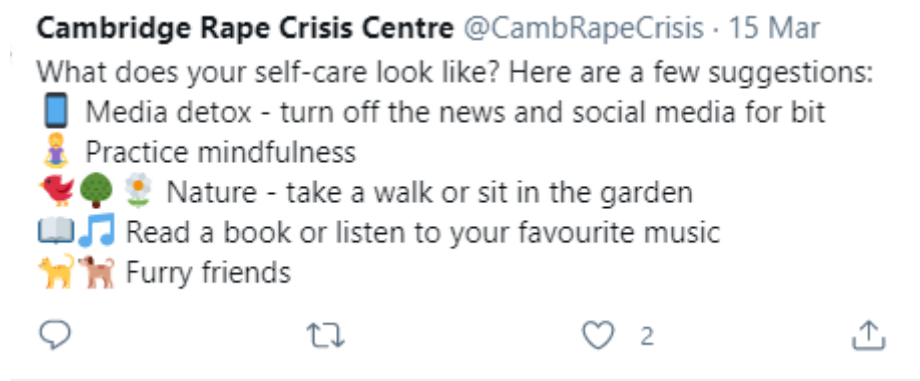 Cambridge Rape Crisis Centre @CambRapeCrisis · 15 Mar
What does your self-care look like? Here are a few suggestions:
📱 Media detox - turn off the news and social media for bit
🧘 Practice mindfulness
🐦🌳🌼 Nature - take a walk or sit in the garden
📖🎵 Read a book or listen to your favourite music
🐈🐕 Furry friends
2